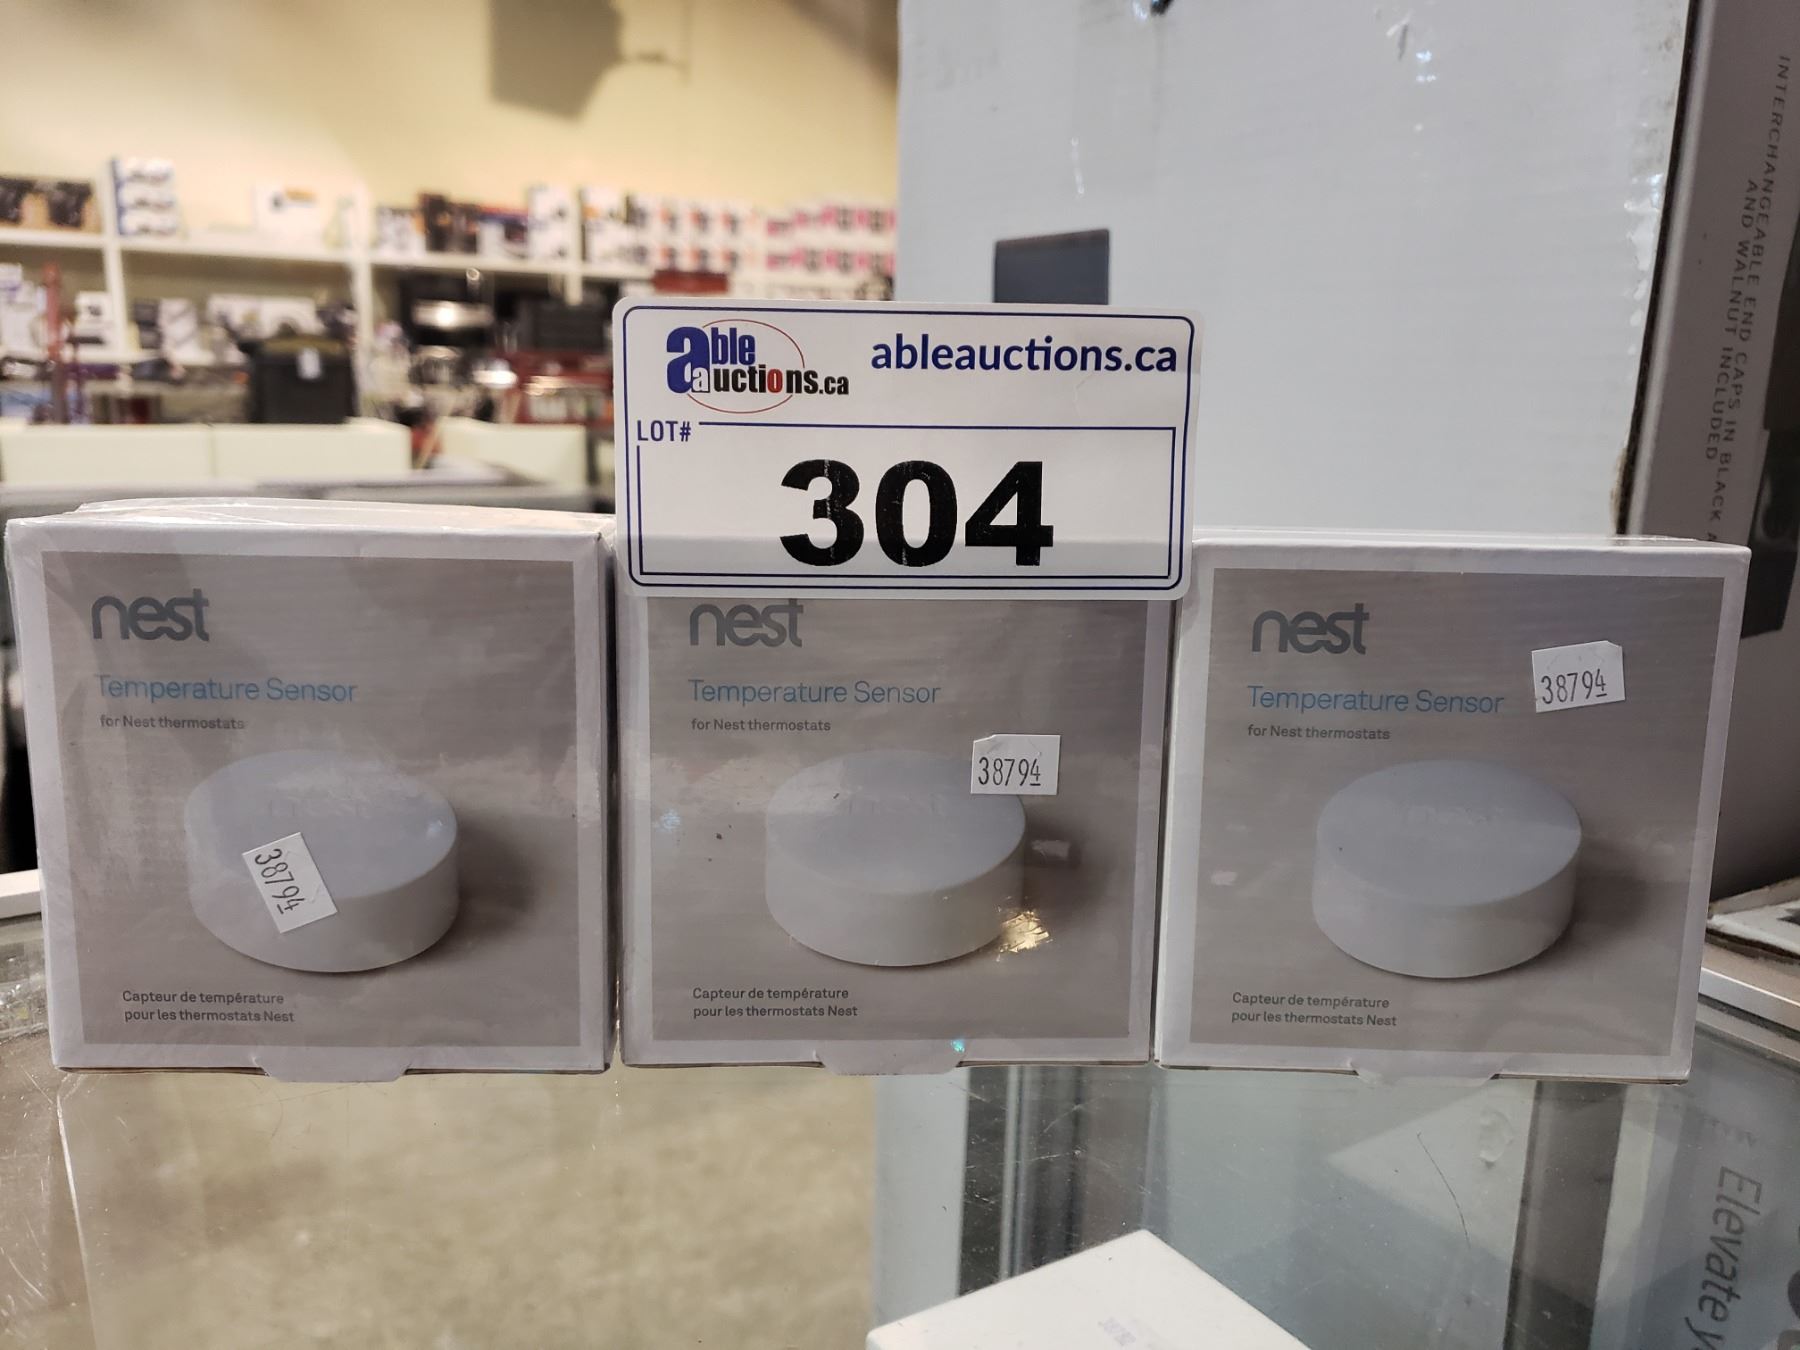 able
auctions.ca
ableauctions.ca
LOT#
304
nest
Temperature Sensor
for Nest thermostats
nest
38794
Capteur de température
pour les thermostats Nest
nest
Temperature Sensor
for Nest thermostats
38794
nest
Capteur de température
pour les thermostats Nest
nest
Temperature Sensor
for Nest thermostats
38794
nest
Capteur de température
pour les thermostats Nest
INTERCHANGEABLE END CAPS IN BLACK
AND WALNUT INCLUDED
Elevate